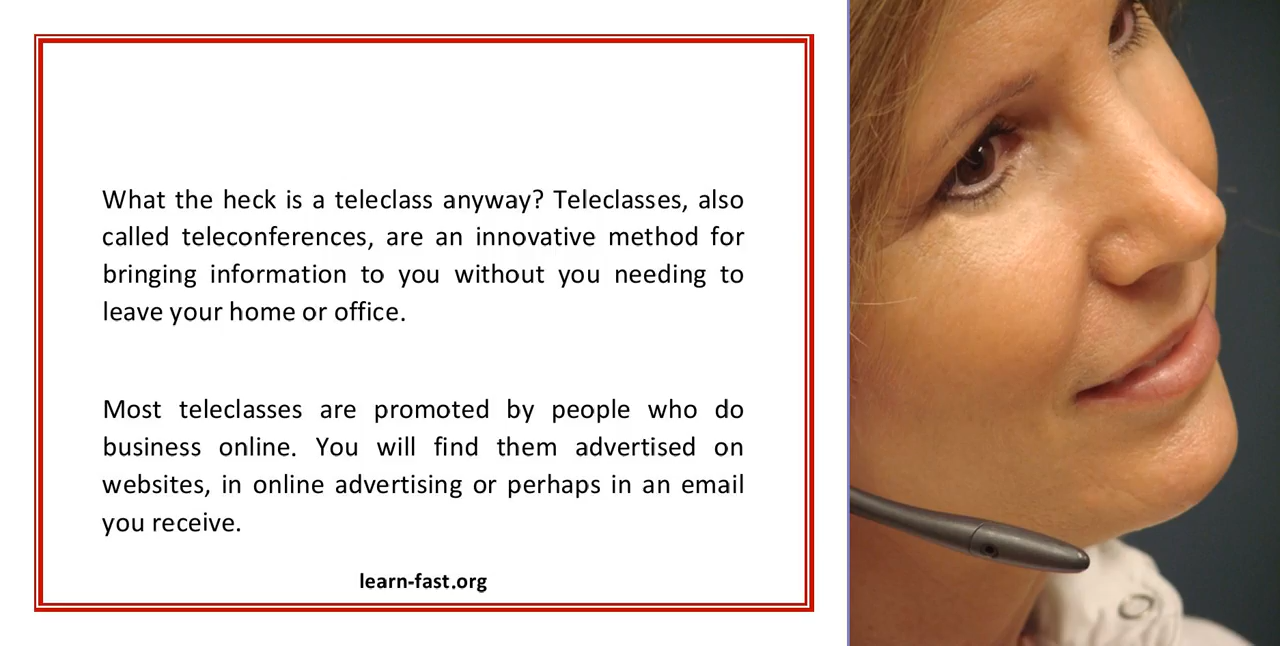 What the heck is a teleclass anyway? Teleclasses, also
called teleconferences, are an innovative method for
bringing information to you without you needing to
leave your home or office.
Most teleclasses are promoted by people who do
business online. You will find them advertised on
websites, in online advertising or perhaps in an email
you receive.
learn-fast.org